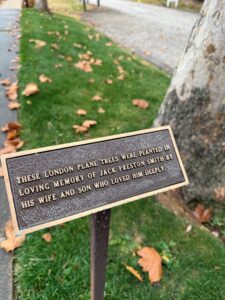 THESE LONDON PLANE TREES WERE PLANTED IN
LOVING MEMORY OF JACK PRESTON SMITH BY
HIS WIFE AND SON WHO LOVED HIM DEEPLY.